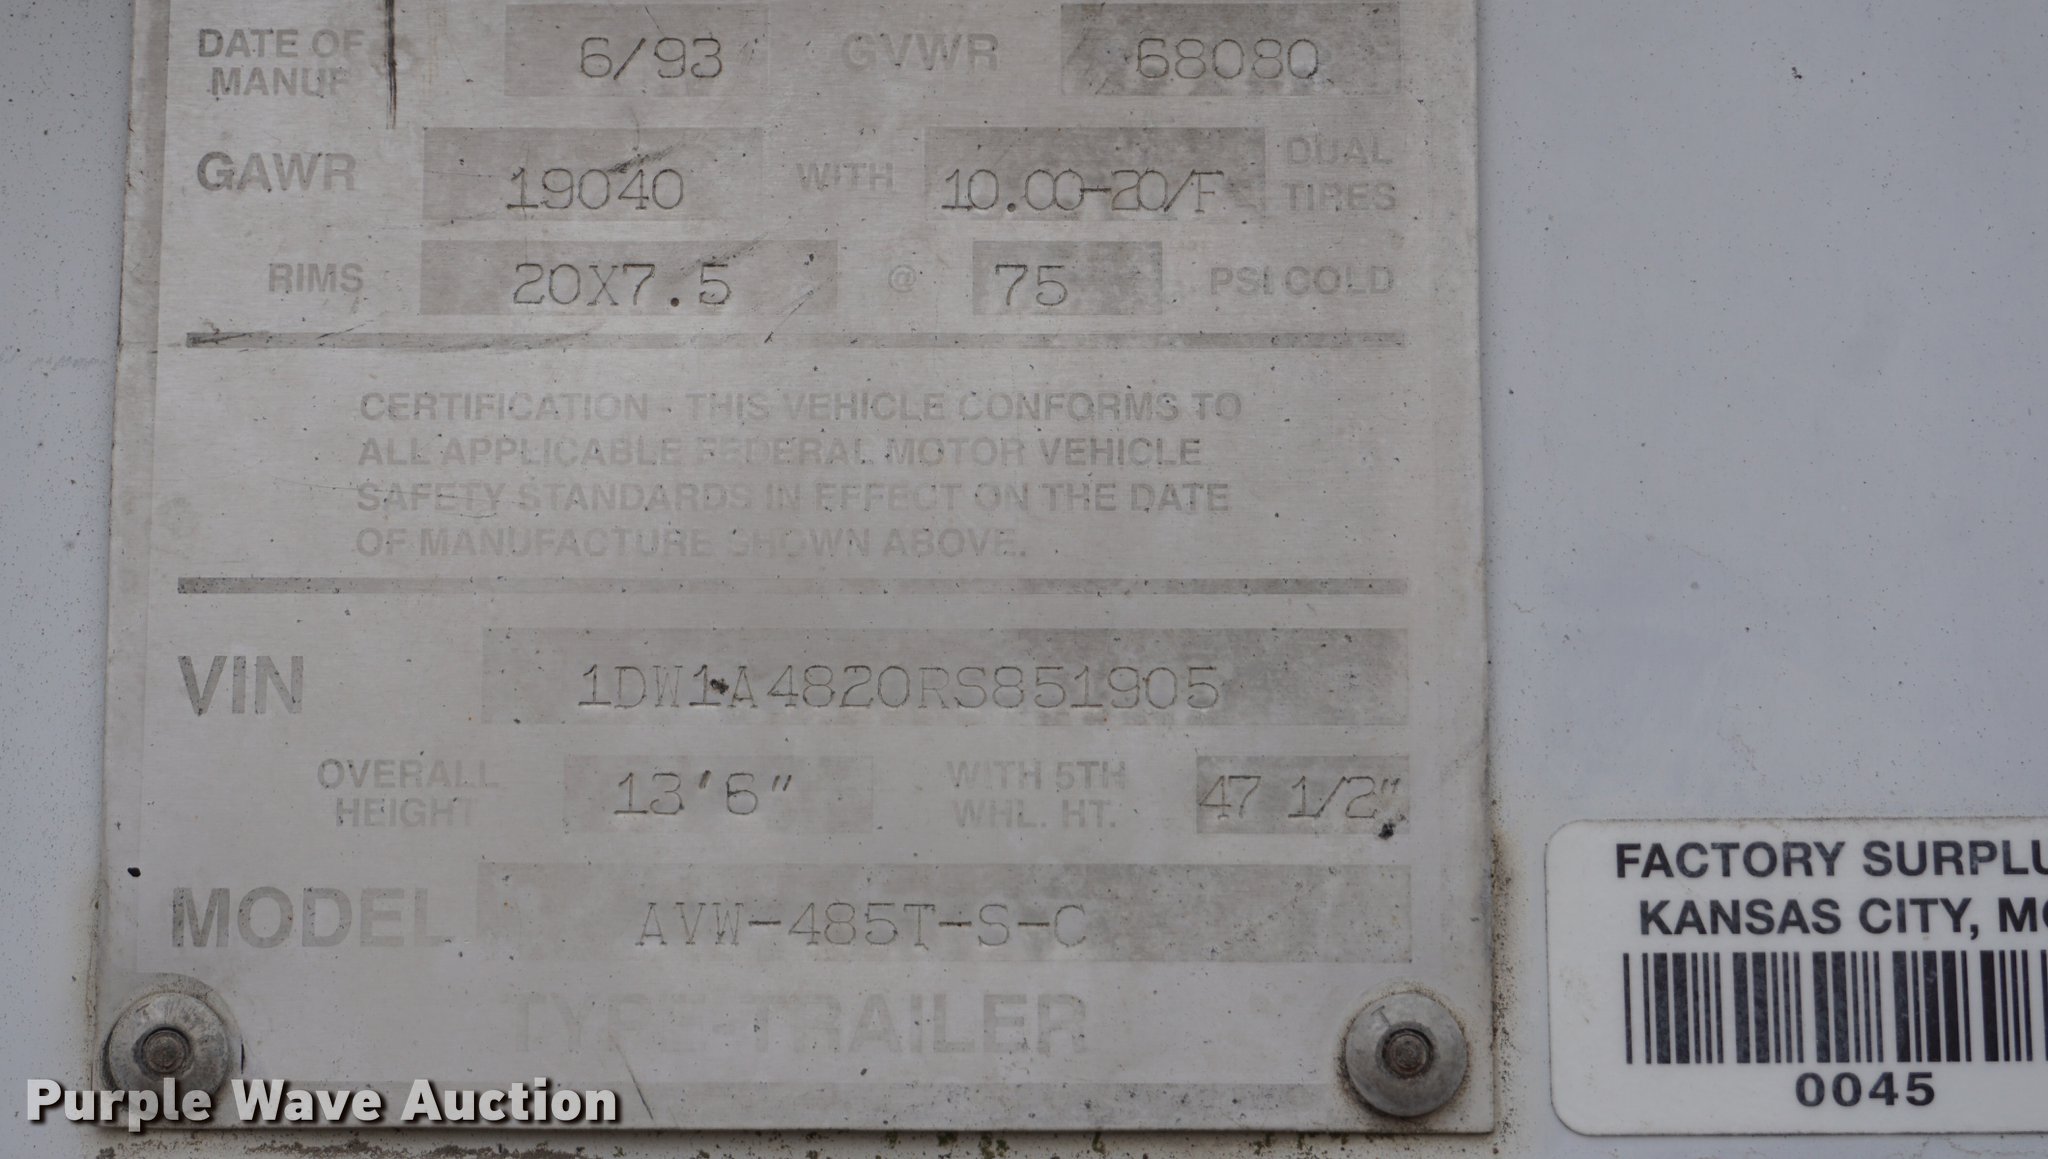 DATE OF MANUF 6/93 GVWR 68080
GAWR 19040 WITH 10.00-20/F DUAL TIRES
RIMS 20X7.5 @ 75 PSI COLD
CERTIFICATION - THIS VEHICLE CONFORMS TO
ALL APPLICABLE FEDERAL MOTOR VEHICLE
SAFETY STANDARDS IN EFFECT ON THE DATE
OF MANUFACTURE SHOWN ABOVE.
VIN 1DW1A4820RS851905
OVERALL HEIGHT 13'6" WITH 5TH WHL. HT. 47 1/2"
MODEL AVW-485T-S-C
TYPE-TRAILER
FACTORY SURPLU
KANSAS CITY, MO
0045
Purple Wave Auction